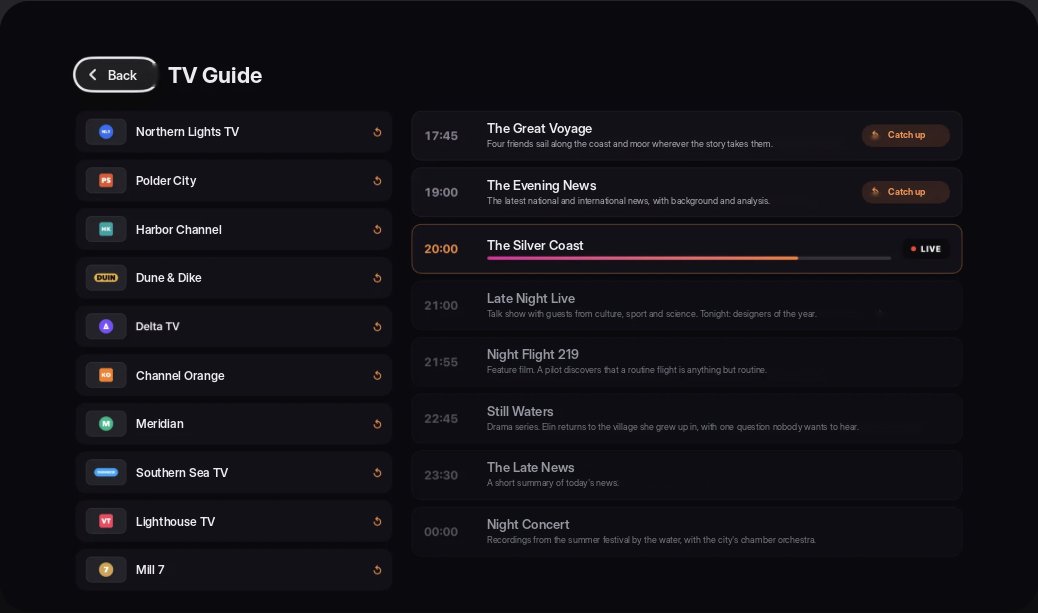 Back
TV Guide
Northern Lights TV
PS
Polder City
HK
Harbor Channel
DUIN
Dune & Dike
Delta TV
KO
Channel Orange
M
Meridian
Southern Sea TV
VT
Lighthouse TV
7
Mill 7
17:45
The Great Voyage
Four friends sail along the coast and moor wherever the story takes them.
Catch up
19:00
The Evening News
The latest national and international news, with background and analysis.
Catch up
20:00
The Silver Coast
LIVE
21:00
Late Night Live
Talk show with guests from culture, sport and science. Tonight: designers of the year.
21:55
Night Flight 219
Feature film. A pilot discovers that a routine flight is anything but routine.
22:45
Still Waters
Drama series. Elin returns to the village she grew up in, with one question nobody wants to hear.
23:30
The Late News
A short summary of today's news.
00:00
Night Concert
Recordings from the summer festival by the water, with the city's chamber orchestra.